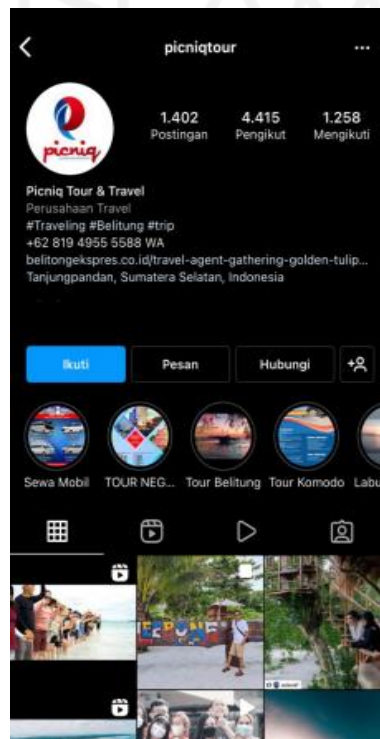 picniqtour
picniq
1.402 4.415 1.258
Postingan Pengikut Mengikuti
Picniq Tour & Travel
Perusahaan Travel
#Traveling #Belitung #trip
+62 819 4955 5588 WA
belitongekspres.co.id/travel-agent-gathering-golden-tulip...
Tanjungpandan, Sumatera Selatan, Indonesia
Ikuti Pesan Hubungi
Sewa Mobil TOUR NEG... Tour Belitung Tour Komodo Labu